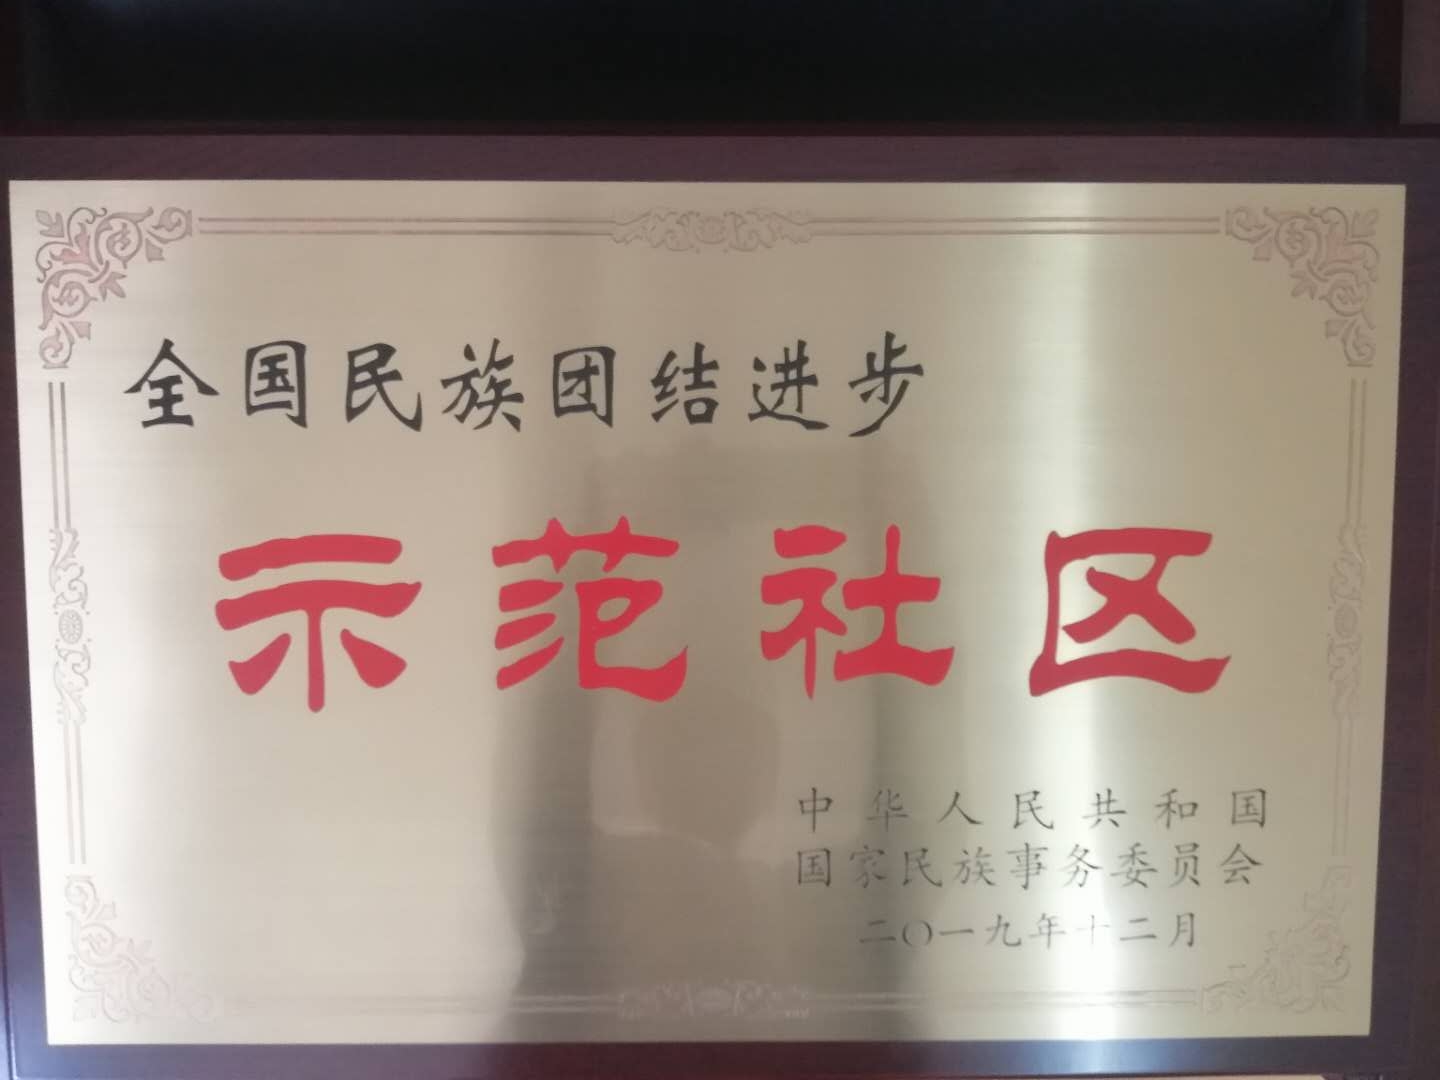 全国民族团结进步
示范社区
中华人民共和国
国家民族事务委员会
二〇一九年十二月